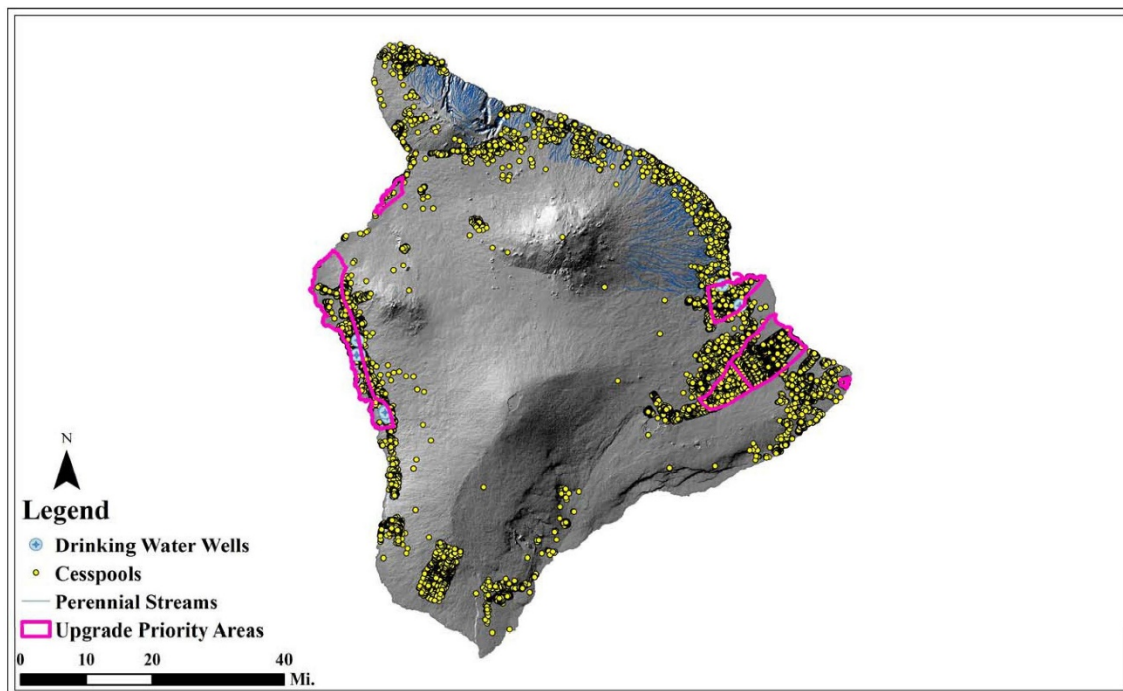 N
Legend
Drinking Water Wells
Cesspools
Perennial Streams
Upgrade Priority Areas
0 10 20 40
Mi.